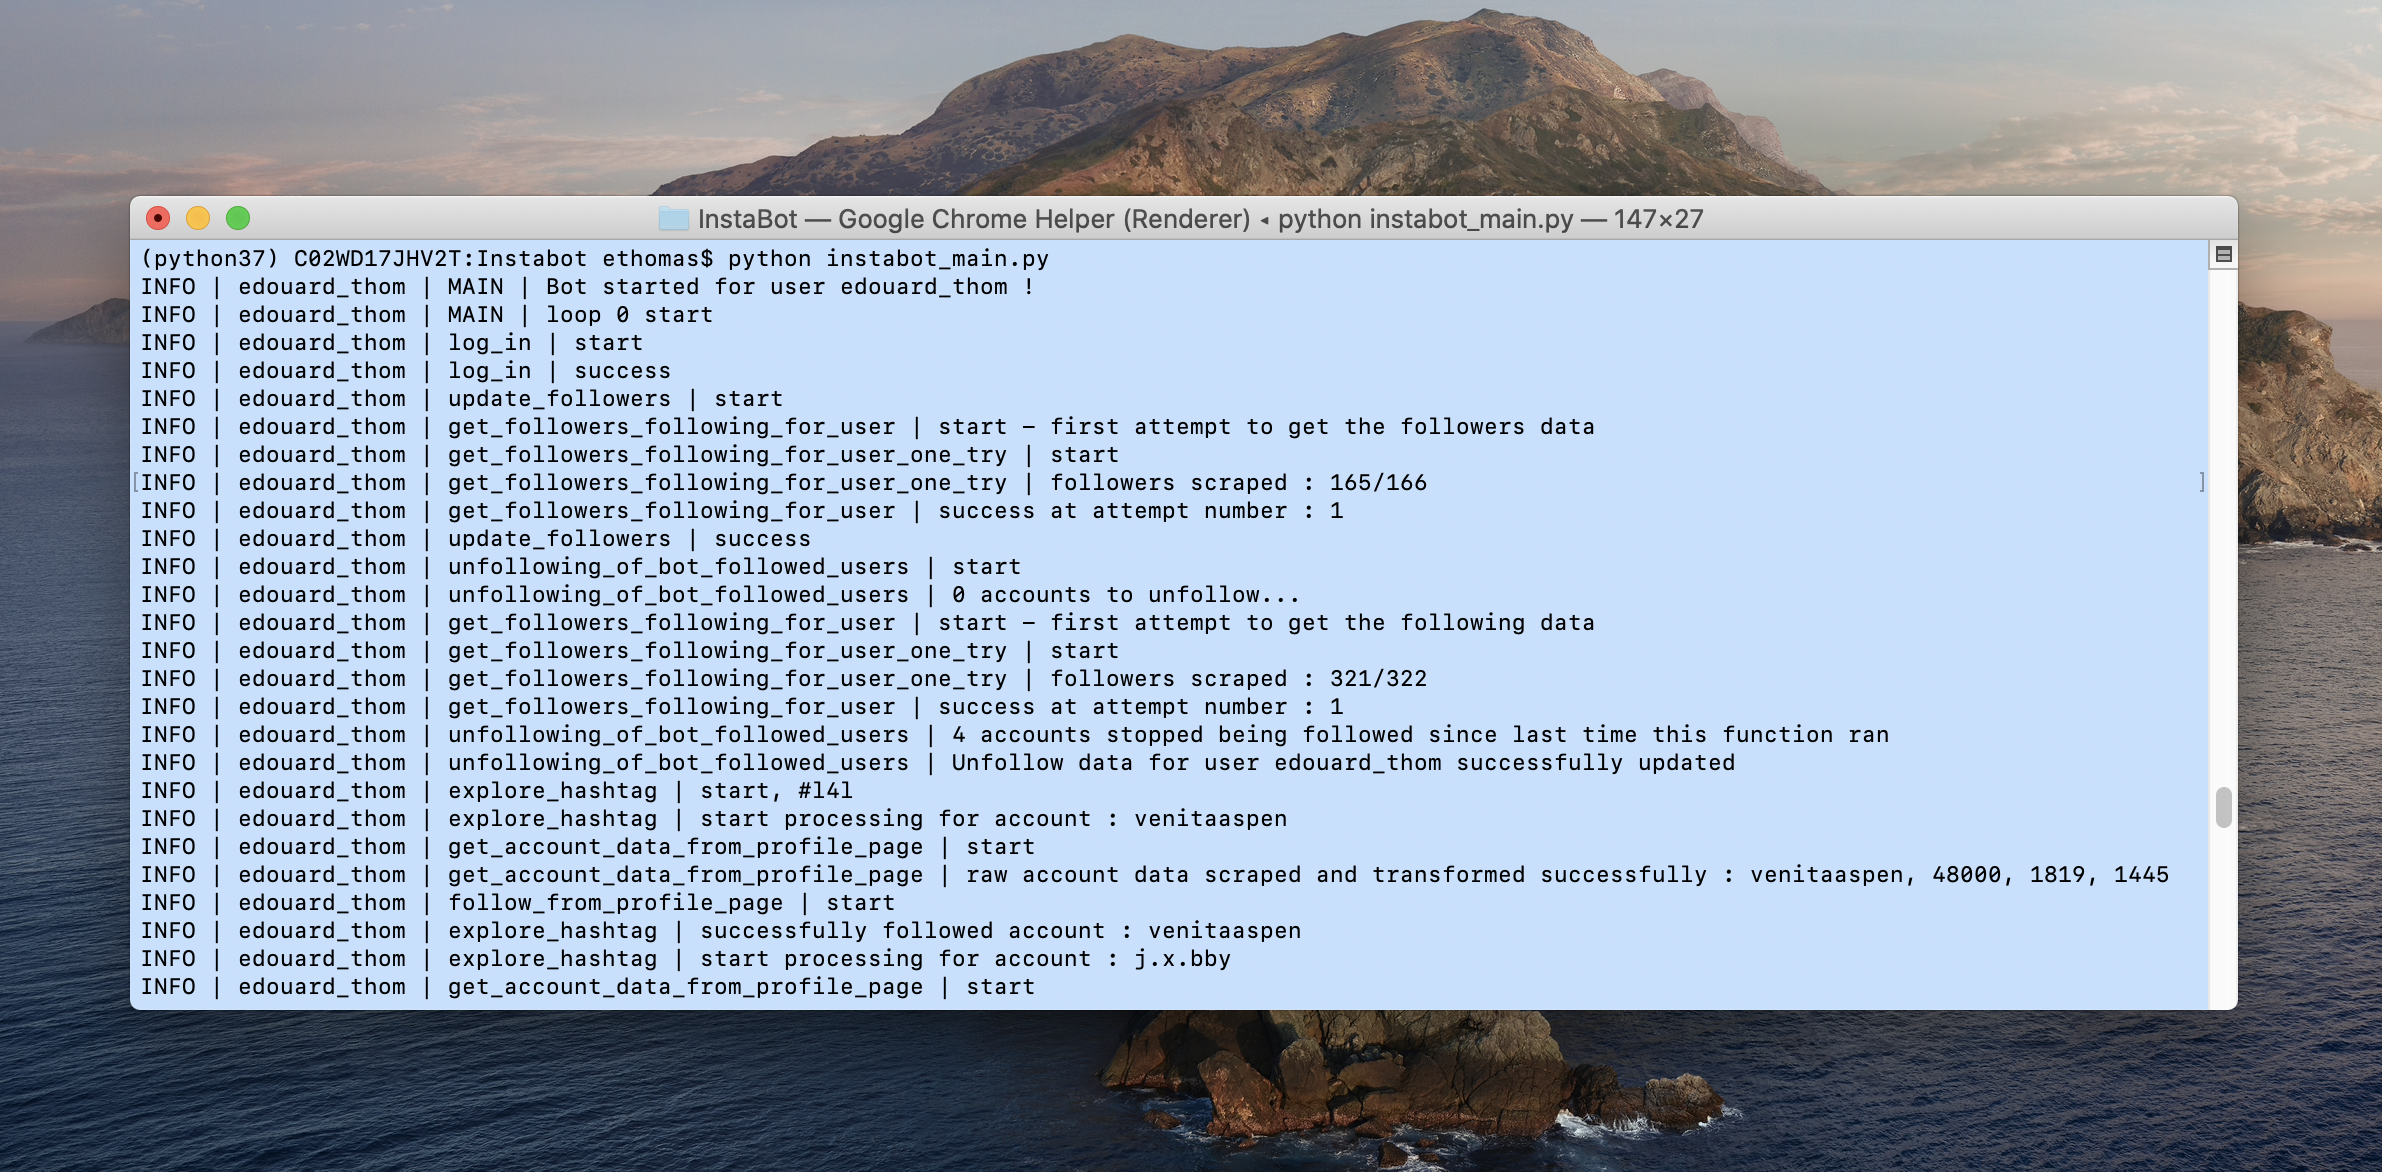 InstaBot — Google Chrome Helper (Renderer) ◂ python instabot_main.py — 147×27
(python37) C02WD17JHV2T:Instabot ethomas$ python instabot_main.py
INFO | edouard_thom | MAIN | Bot started for user edouard_thom !
INFO | edouard_thom | MAIN | loop 0 start
INFO | edouard_thom | log_in | start
INFO | edouard_thom | log_in | success
INFO | edouard_thom | update_followers | start
INFO | edouard_thom | get_followers_following_for_user | start – first attempt to get the followers data
INFO | edouard_thom | get_followers_following_for_user_one_try | start
[INFO | edouard_thom | get_followers_following_for_user_one_try | followers scraped : 165/166 ]
INFO | edouard_thom | get_followers_following_for_user | success at attempt number : 1
INFO | edouard_thom | update_followers | success
INFO | edouard_thom | unfollowing_of_bot_followed_users | start
INFO | edouard_thom | unfollowing_of_bot_followed_users | 0 accounts to unfollow...
INFO | edouard_thom | get_followers_following_for_user | start – first attempt to get the following data
INFO | edouard_thom | get_followers_following_for_user_one_try | start
INFO | edouard_thom | get_followers_following_for_user_one_try | followers scraped : 321/322
INFO | edouard_thom | get_followers_following_for_user | success at attempt number : 1
INFO | edouard_thom | unfollowing_of_bot_followed_users | 4 accounts stopped being followed since last time this function ran
INFO | edouard_thom | unfollowing_of_bot_followed_users | Unfollow data for user edouard_thom successfully updated
INFO | edouard_thom | explore_hashtag | start, #l4l
INFO | edouard_thom | explore_hashtag | start processing for account : venitaaspen
INFO | edouard_thom | get_account_data_from_profile_page | start
INFO | edouard_thom | get_account_data_from_profile_page | raw account data scraped and transformed successfully : venitaaspen, 48000, 1819, 1445
INFO | edouard_thom | follow_from_profile_page | start
INFO | edouard_thom | explore_hashtag | successfully followed account : venitaaspen
INFO | edouard_thom | explore_hashtag | start processing for account : j.x.bby
INFO | edouard_thom | get_account_data_from_profile_page | start